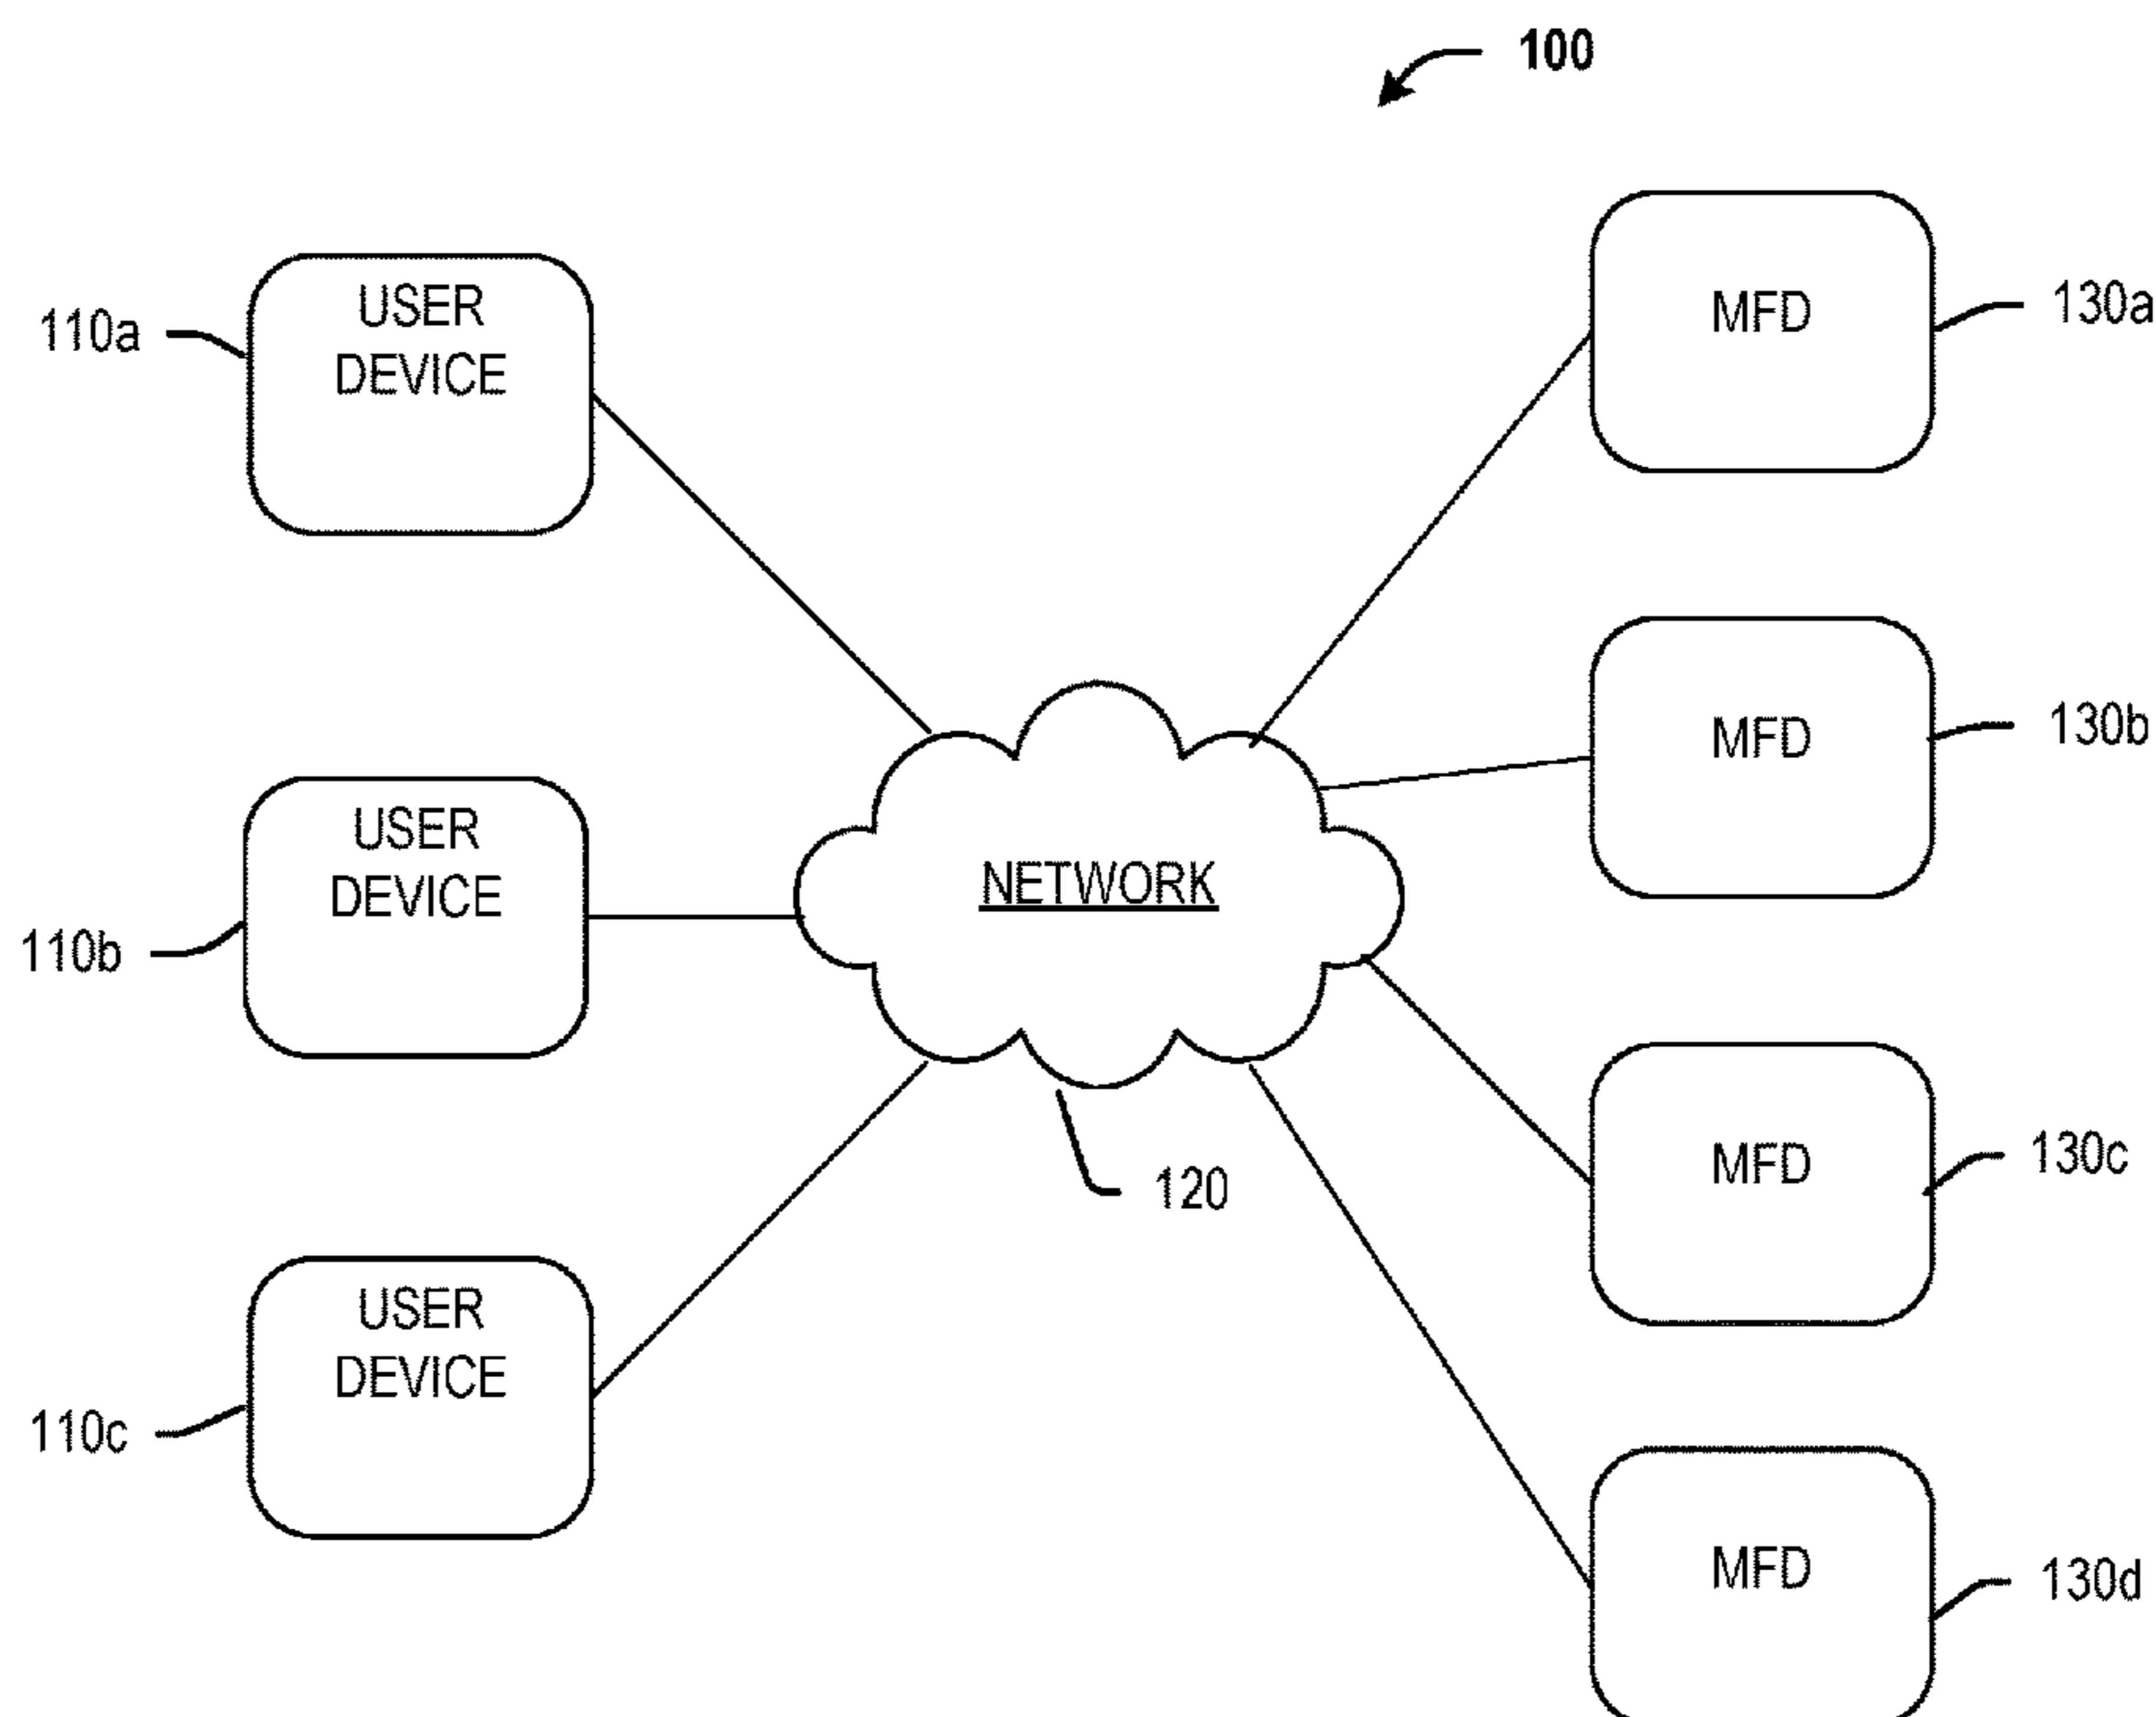 100
USER
DEVICE
110a
MFD
130a
MFD
130b
USER
DEVICE
110b
NETWORK
120
MFD
130c
USER
DEVICE
110c
MFD
130d